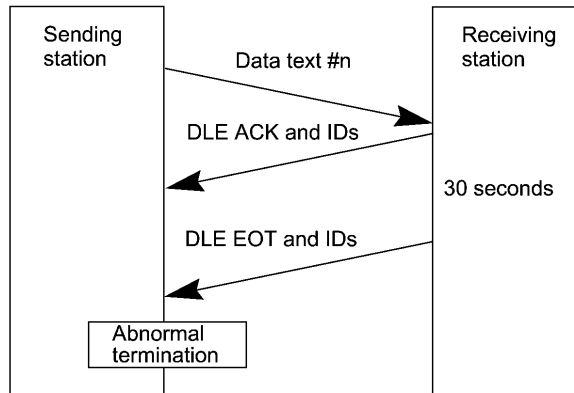 Sending
station
Receiving
station
Data text #n
DLE ACK and IDs
30 seconds
DLE EOT and IDs
Abnormal
termination